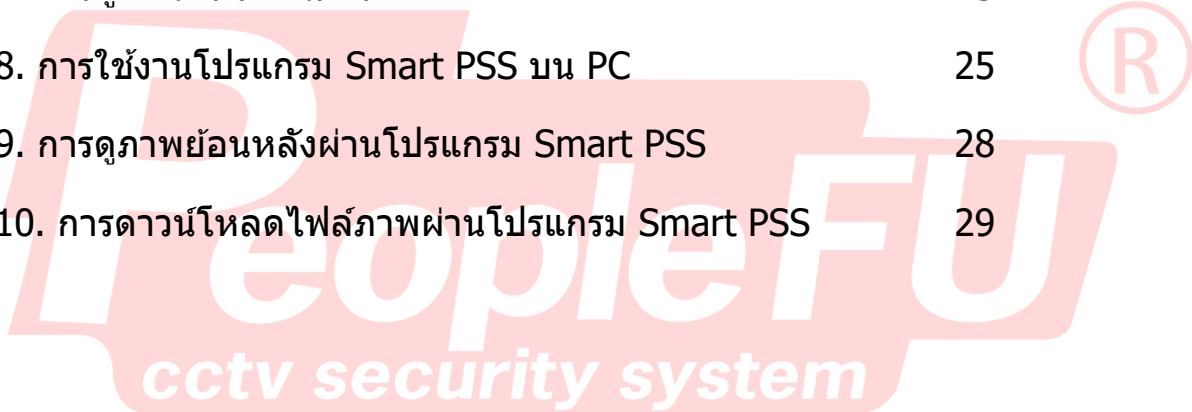 8. การใช้งานโปรแกรม Smart PSS บน PC 25
9. การดูภาพย้อนหลังผ่านโปรแกรม Smart PSS 28
10. การดาวน์โหลดไฟล์ภาพผ่านโปรแกรม Smart PSS 29
PeopleFU ®
cctv security system